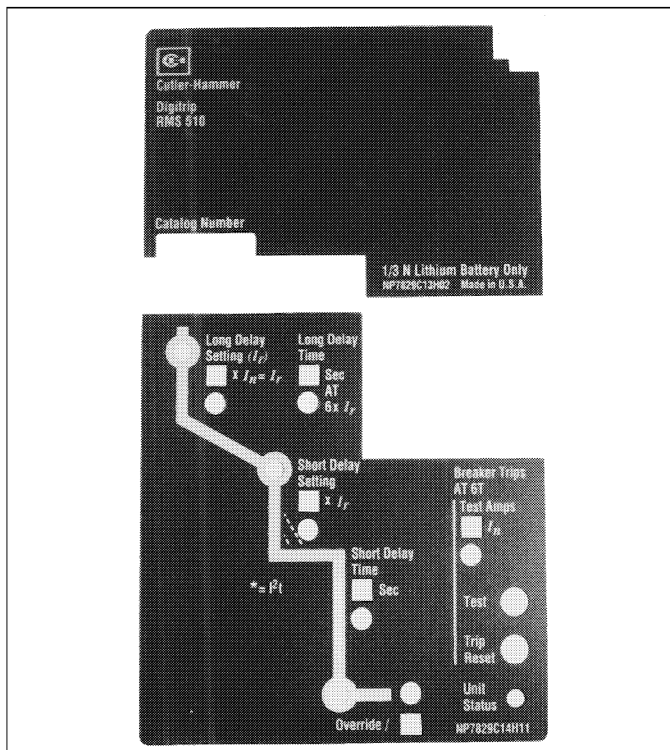 Cutler-Hammer
Digitrip
RMS 510
Catalog Number
1/3 N Lithium Battery Only
NP7829C13H02 Made in U.S.A.
Long Delay
Setting (Ir)
x In = Ir
Long Delay
Time
Sec
AT
6x Ir
Short Delay
Setting
x Ir
* = I²t
Short Delay
Time
Sec
Breaker Trips
AT 6T
Test Amps
In
Test
Trip
Reset
Unit
Status
Override /
NP7829C14H11